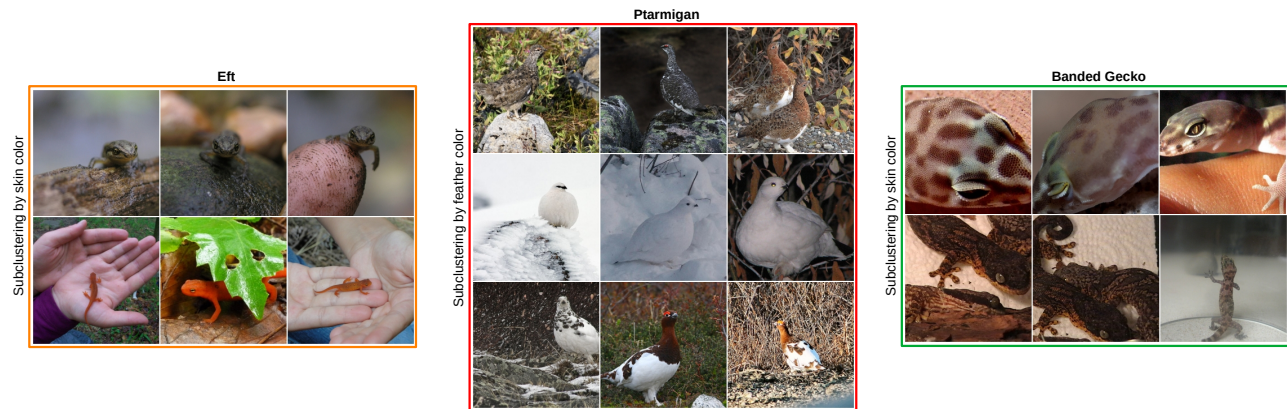 Ptarmigan
Eft
Banded Gecko
Subclustering by skin color
Subclustering by feather color
Subclustering by skin color